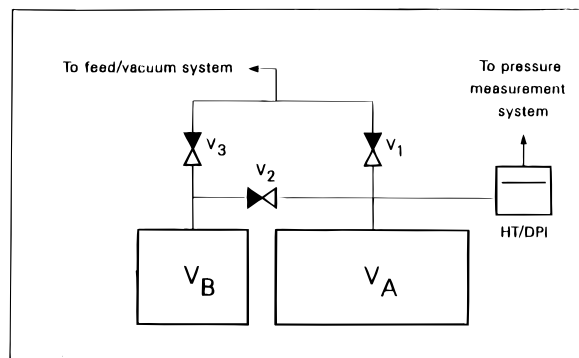 To feed/vacuum system
To pressure
measurement
system
V3
V1
V2
HT/DPI
VB
VA